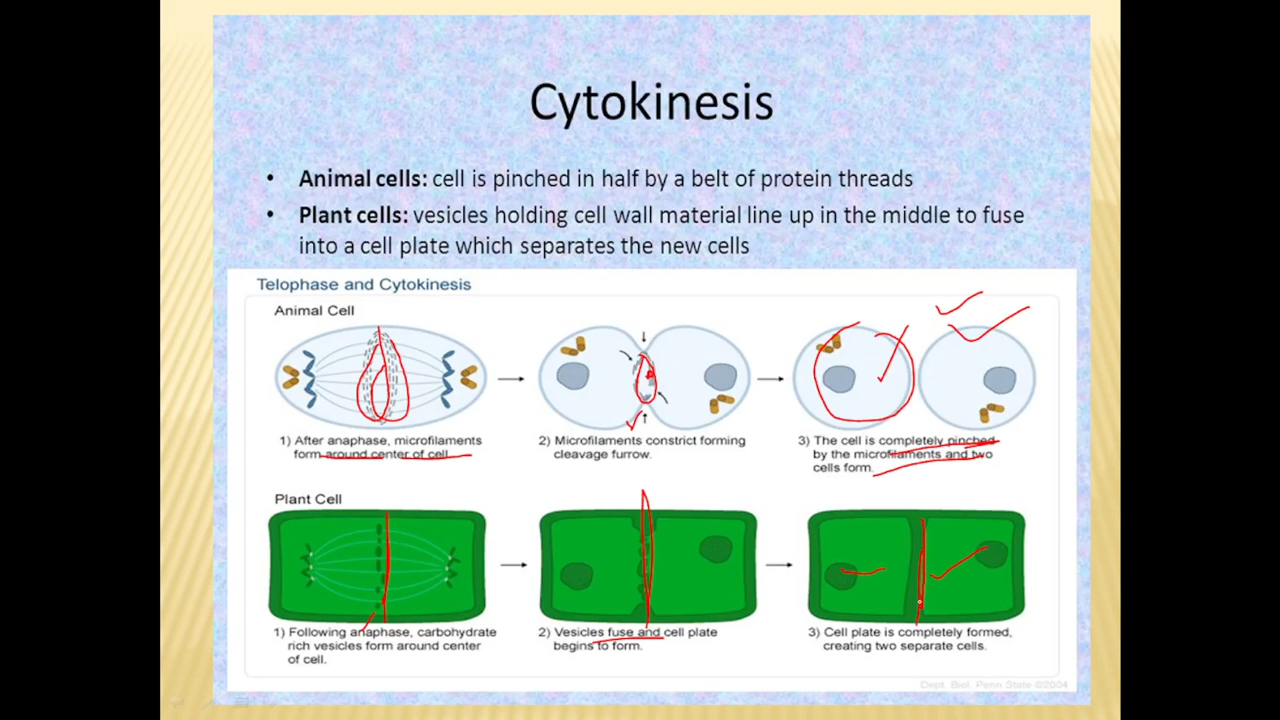 Cytokinesis
• Animal cells: cell is pinched in half by a belt of protein threads
• Plant cells: vesicles holding cell wall material line up in the middle to fuse
into a cell plate which separates the new cells
Telophase and Cytokinesis
Animal Cell
1) After anaphase, microfilaments
form around center of cell.
2) Microfilaments constrict forming
cleavage furrow.
3) The cell is completely pinched
by the microfilaments and two
cells form.
Plant Cell
1) Following anaphase, carbohydrate
rich vesicles form around center
of cell.
2) Vesicles fuse and cell plate
begins to form.
3) Cell plate is completely formed,
creating two separate cells.
Dept. Biol. Penn State ©2004